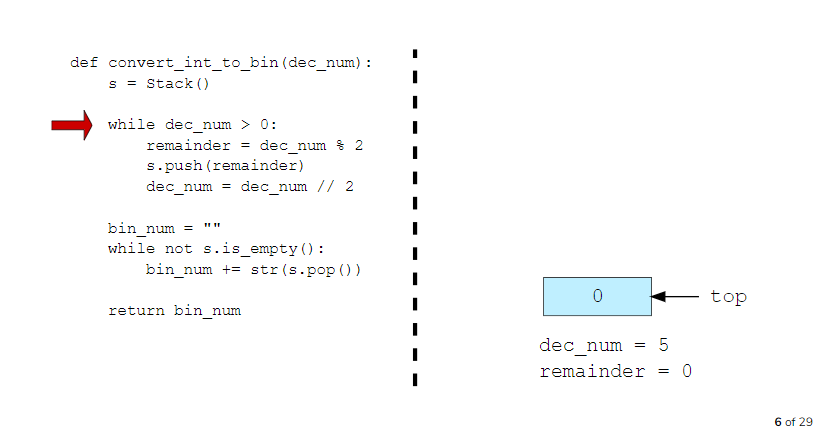 def convert_int_to_bin(dec_num):
    s = Stack()
    while dec_num > 0:
        remainder = dec_num % 2
        s.push(remainder)
        dec_num = dec_num // 2
    bin_num = ""
    while not s.is_empty():
        bin_num += str(s.pop())
    return bin_num
0 top
dec_num = 5
remainder = 0
6 of 29